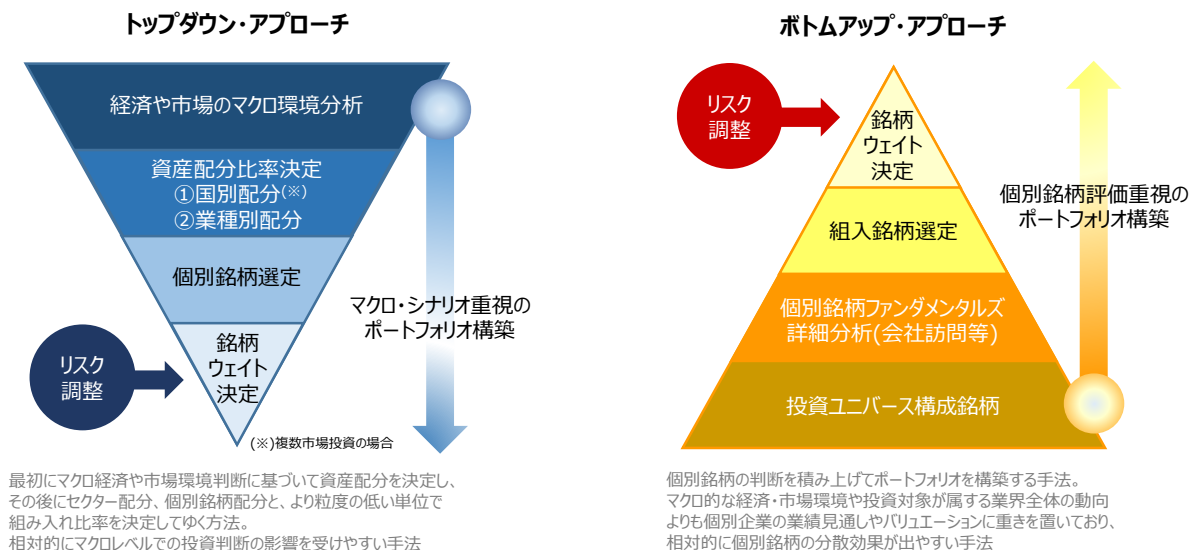 トップダウン・アプローチ
経済や市場のマクロ環境分析
資産配分比率決定
①国別配分(※)
②業種別配分
個別銘柄選定
マクロ・シナリオ重視の
ポートフォリオ構築
銘柄
ウェイト
決定
リスク
調整
(※)複数市場投資の場合
最初にマクロ経済や市場環境判断に基づいて資産配分を決定し、
その後にセクター配分、個別銘柄配分と、より粒度の低い単位で
組み入れ比率を決定してゆく方法。
相対的にマクロレベルでの投資判断の影響を受けやすい手法
ボトムアップ・アプローチ
リスク
調整
銘柄
ウェイト
決定
個別銘柄評価重視の
ポートフォリオ構築
組入銘柄選定
個別銘柄ファンダメンタルズ
詳細分析(会社訪問等)
投資ユニバース構成銘柄
個別銘柄の判断を積み上げてポートフォリオを構築する手法。
マクロ的な経済・市場環境や投資対象が属する業界全体の動向
よりも個別企業の業績見通しやバリュエーションに重きを置いており、
相対的に個別銘柄の分散効果が出やすい手法